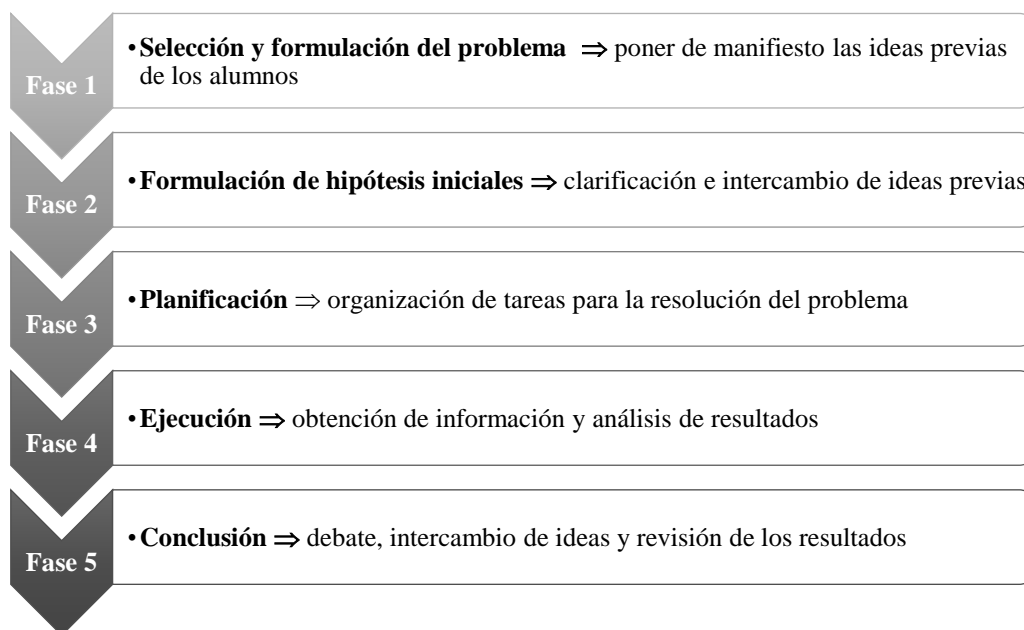 Fase 1
• Selección y formulación del problema ⇒ poner de manifiesto las ideas previas
de los alumnos
Fase 2
• Formulación de hipótesis iniciales ⇒ clarificación e intercambio de ideas previas
Fase 3
• Planificación ⇒ organización de tareas para la resolución del problema
Fase 4
• Ejecución ⇒ obtención de información y análisis de resultados
Fase 5
• Conclusión ⇒ debate, intercambio de ideas y revisión de los resultados